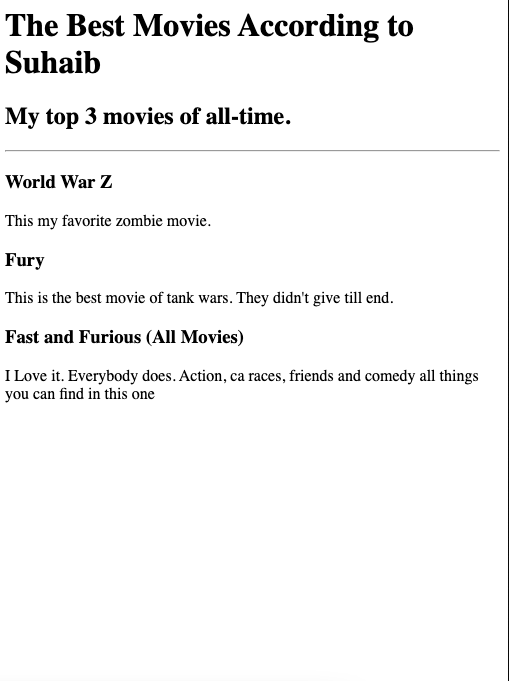 The Best Movies According to
Suhaib
My top 3 movies of all-time.
World War Z
This my favorite zombie movie.
Fury
This is the best movie of tank wars. They didn't give till end.
Fast and Furious (All Movies)
I Love it. Everybody does. Action, ca races, friends and comedy all things
you can find in this one